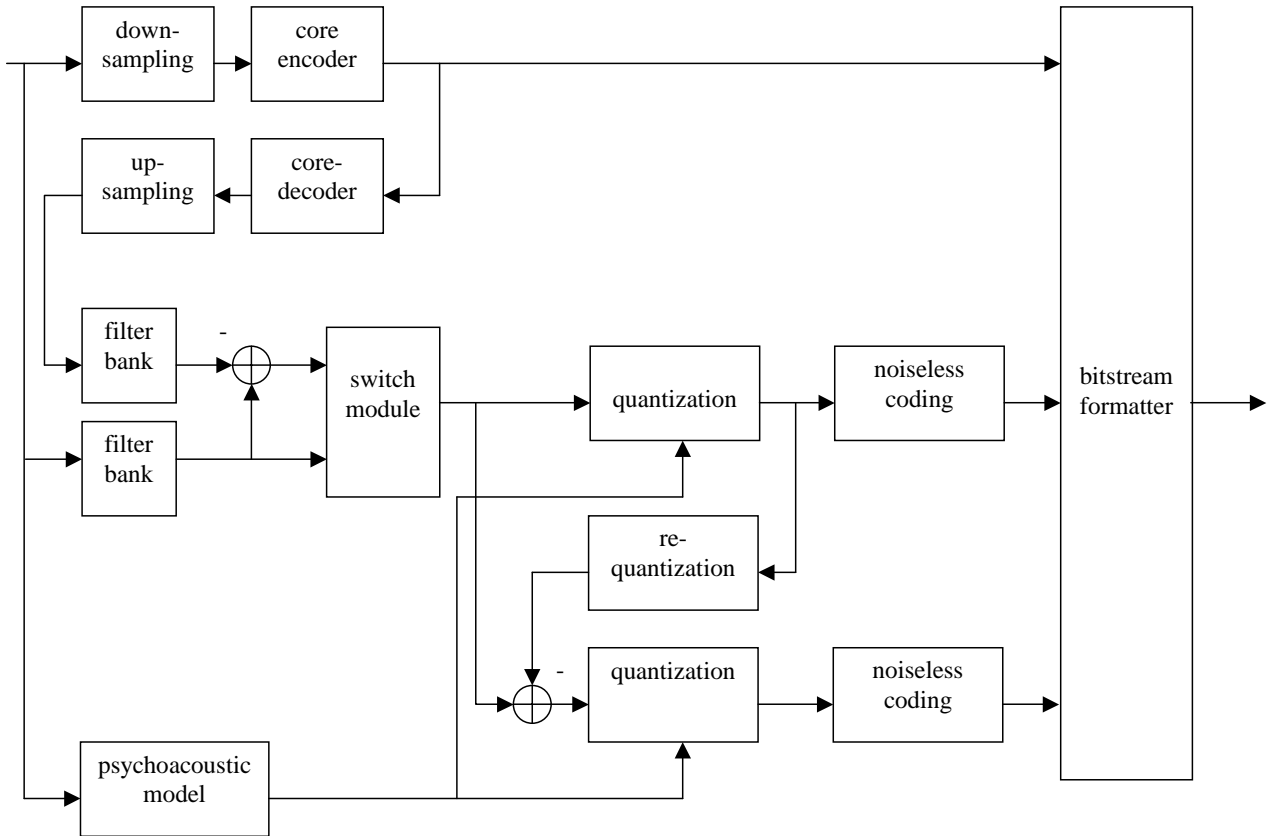 down-
sampling
core
encoder
up-
sampling
core-
decoder
filter
bank
-
switch
module
quantization
noiseless
coding
bitstream
formatter
filter
bank
re-
quantization
-
quantization
noiseless
coding
psychoacoustic
model